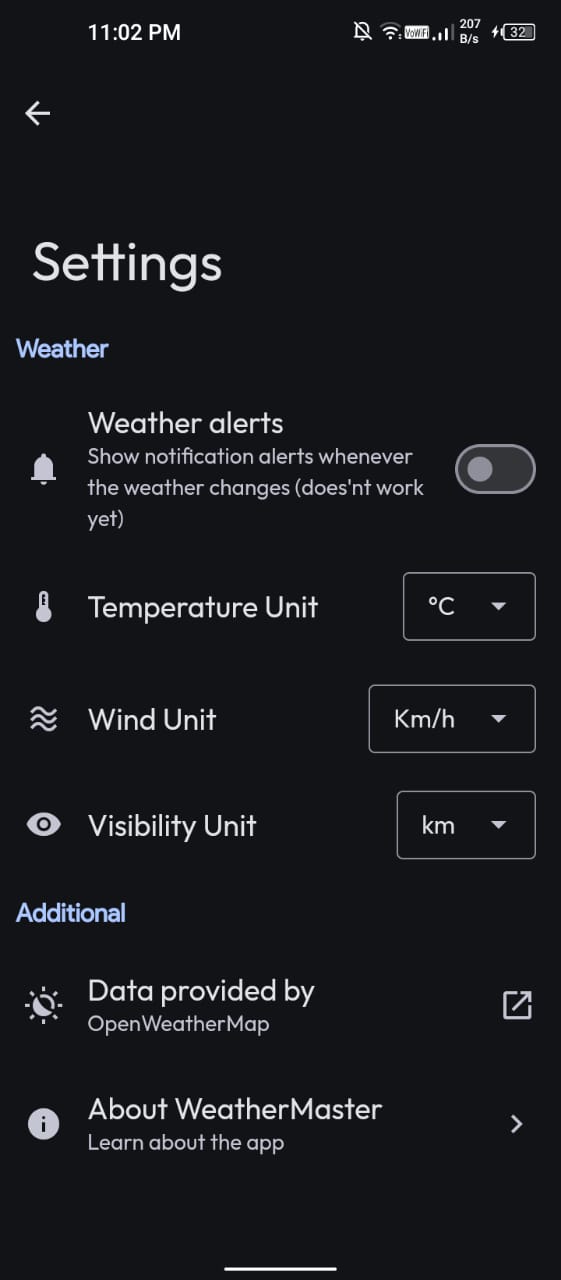 11:02 PM
VoWiFi
207
B/s
32
Settings
Weather
Weather alerts
Show notification alerts whenever
the weather changes (does'nt work
yet)
Temperature Unit
°C
Wind Unit
Km/h
Visibility Unit
km
Additional
Data provided by
OpenWeatherMap
About WeatherMaster
Learn about the app